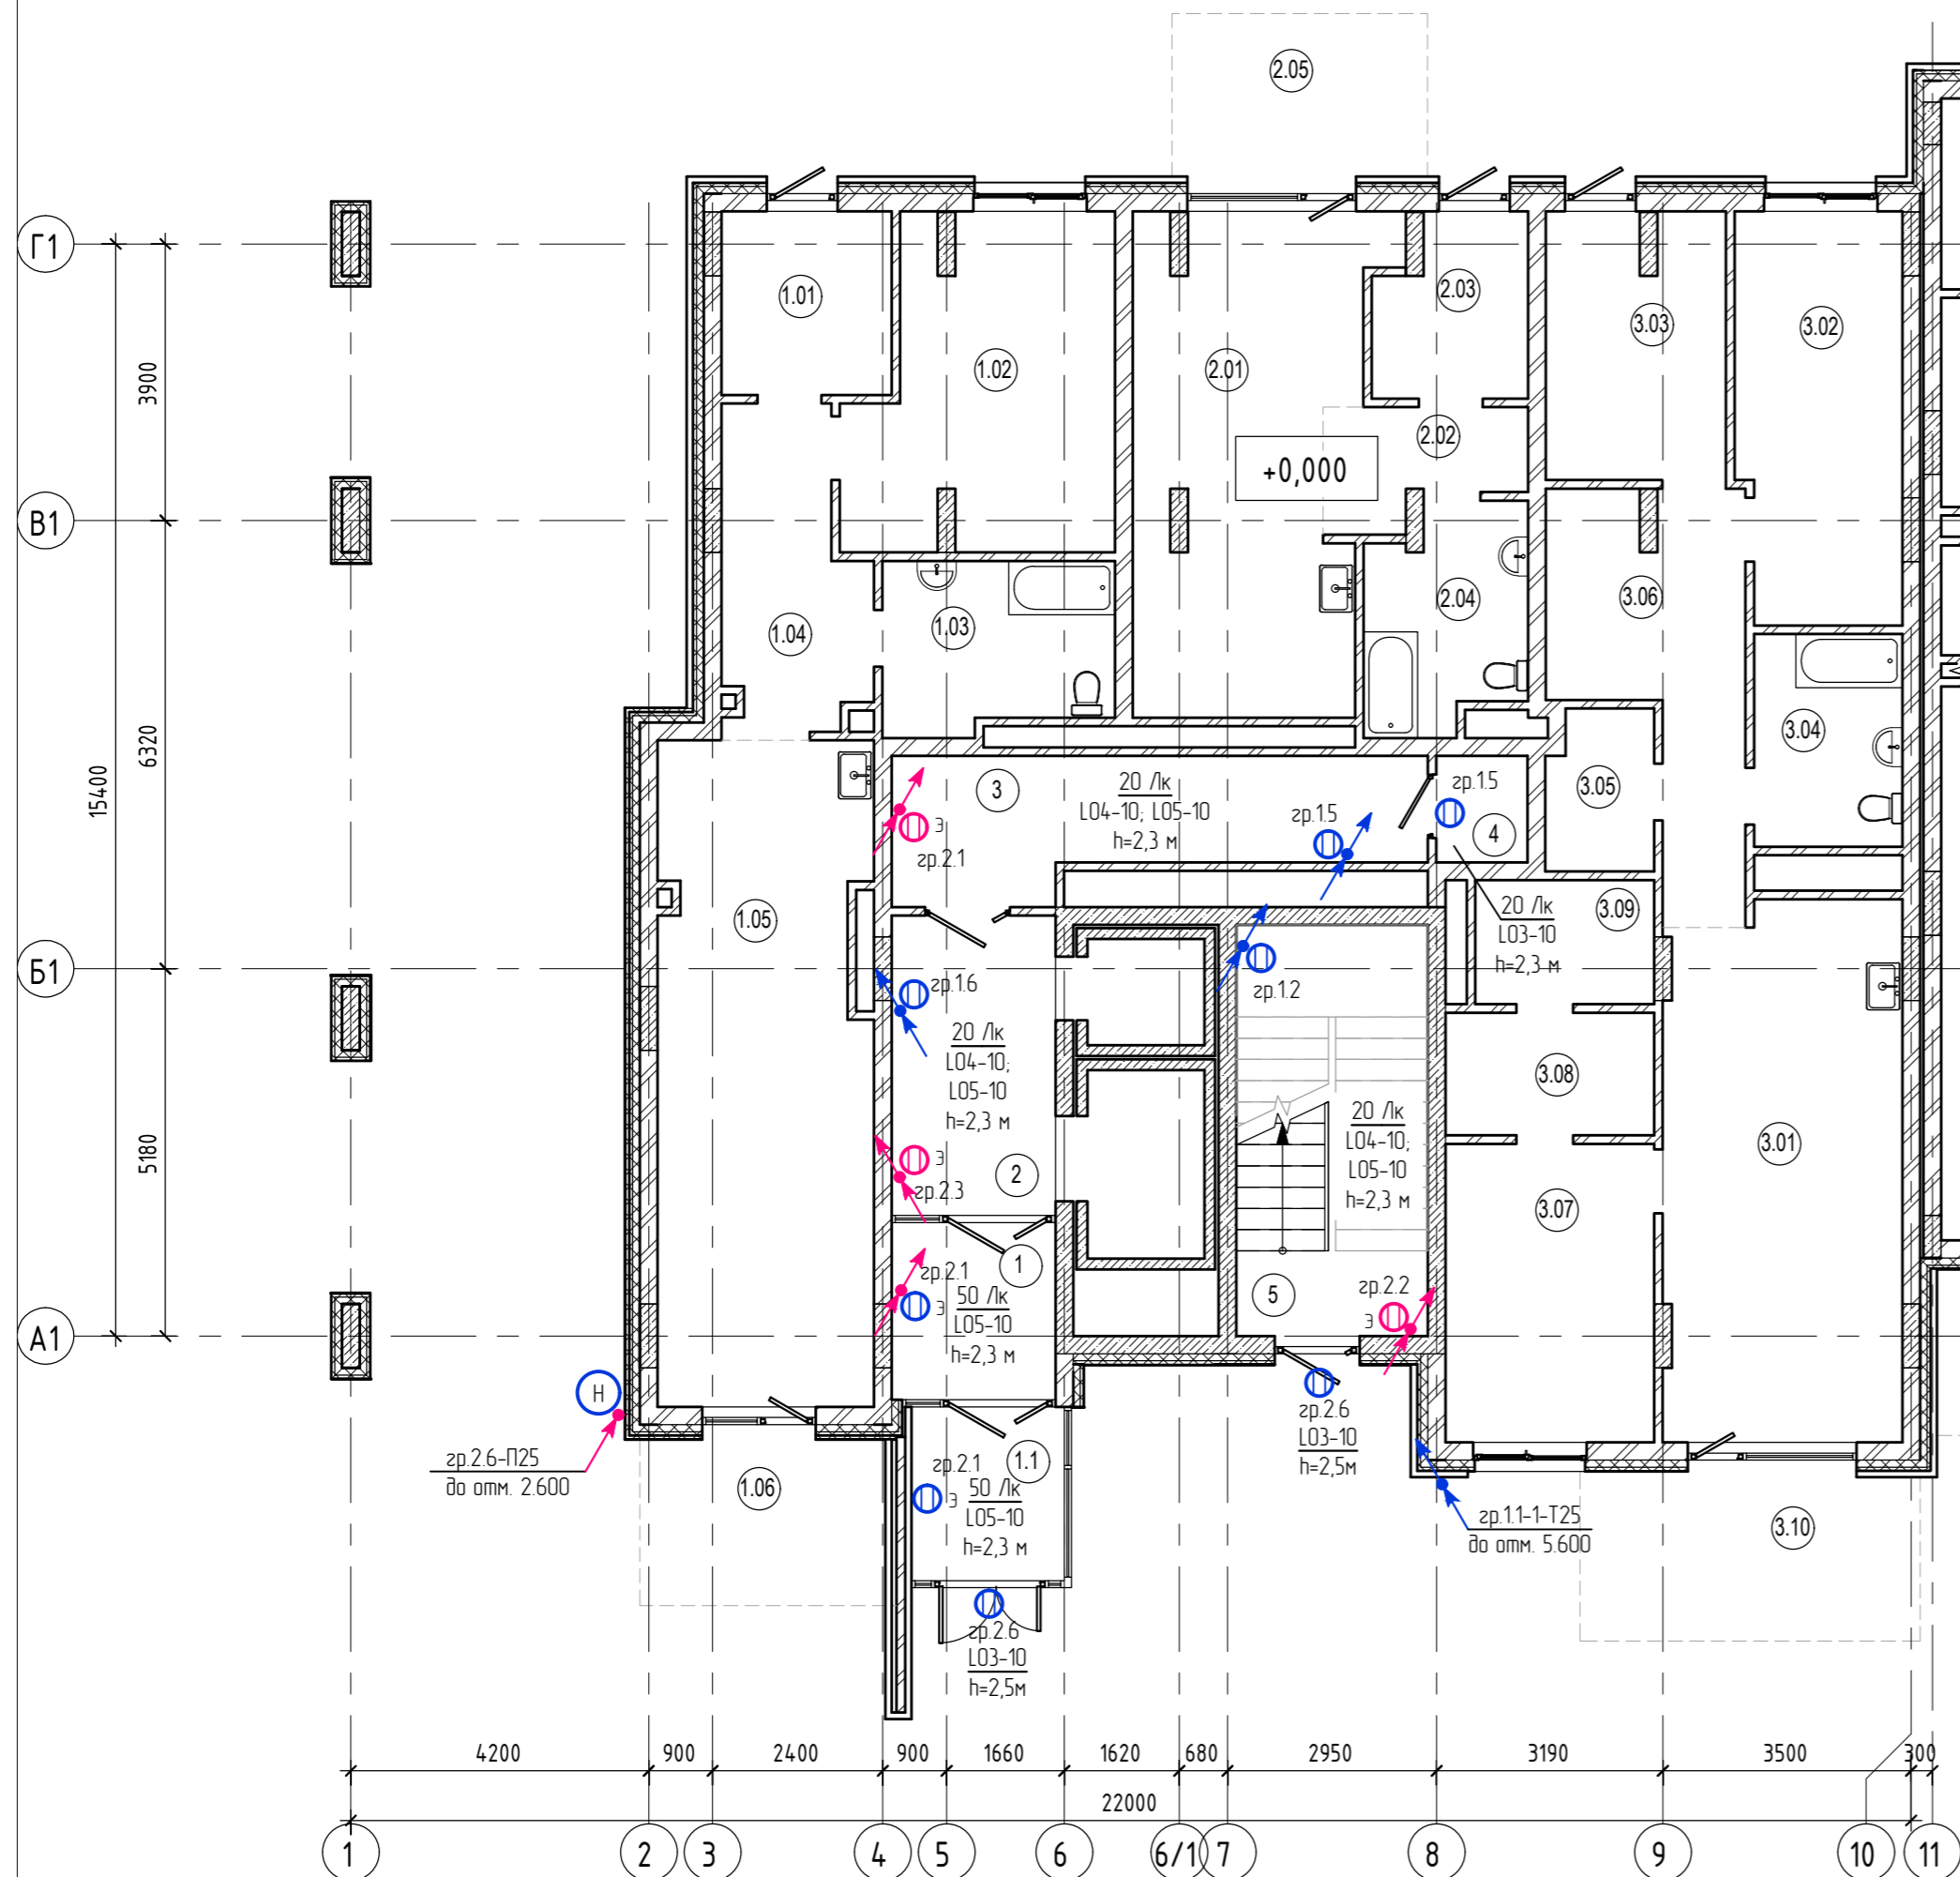 2.05
Г1
1.01
2.03
3.03
3.02
1.02
2.01
3900
2.02
+0,000
В1
1.04
1.03
2.04
3.06
3.04
6320
15400
3
20 Лк
L04-10; L05-10
h=2,3 м
гр.1.5
гр.1.5
4
3.05
Э
гр.2.1
1.05
20 Лк
L03-10
h=2,3 м
3.09
Б1
гр.1.6
гр.1.2
20 Лк
L04-10;
L05-10
h=2,3 м
3.08
20 Лк
L04-10;
L05-10
h=2,3 м
5180
Э
2
гр.2.3
3.01
3.07
1
гр.2.1
Э
50 Лк
L05-10
h=2,3 м
5
гр.2.2
Э
А1
Н
гр.2.6-П25
до отм. 2.600
1.06
гр.2.1
1.1
Э
50 Лк
L05-10
h=2,3 м
гр.2.6
L03-10
h=2,5м
гр.1.1-1-Т25
до отм. 5.600
3.10
гр.2.6
L03-10
h=2,5м
4200
900
2400
900
1660
1620
680
2950
3190
3500
300
22000
1
2
3
4
5
6
6/1
7
8
9
10
11